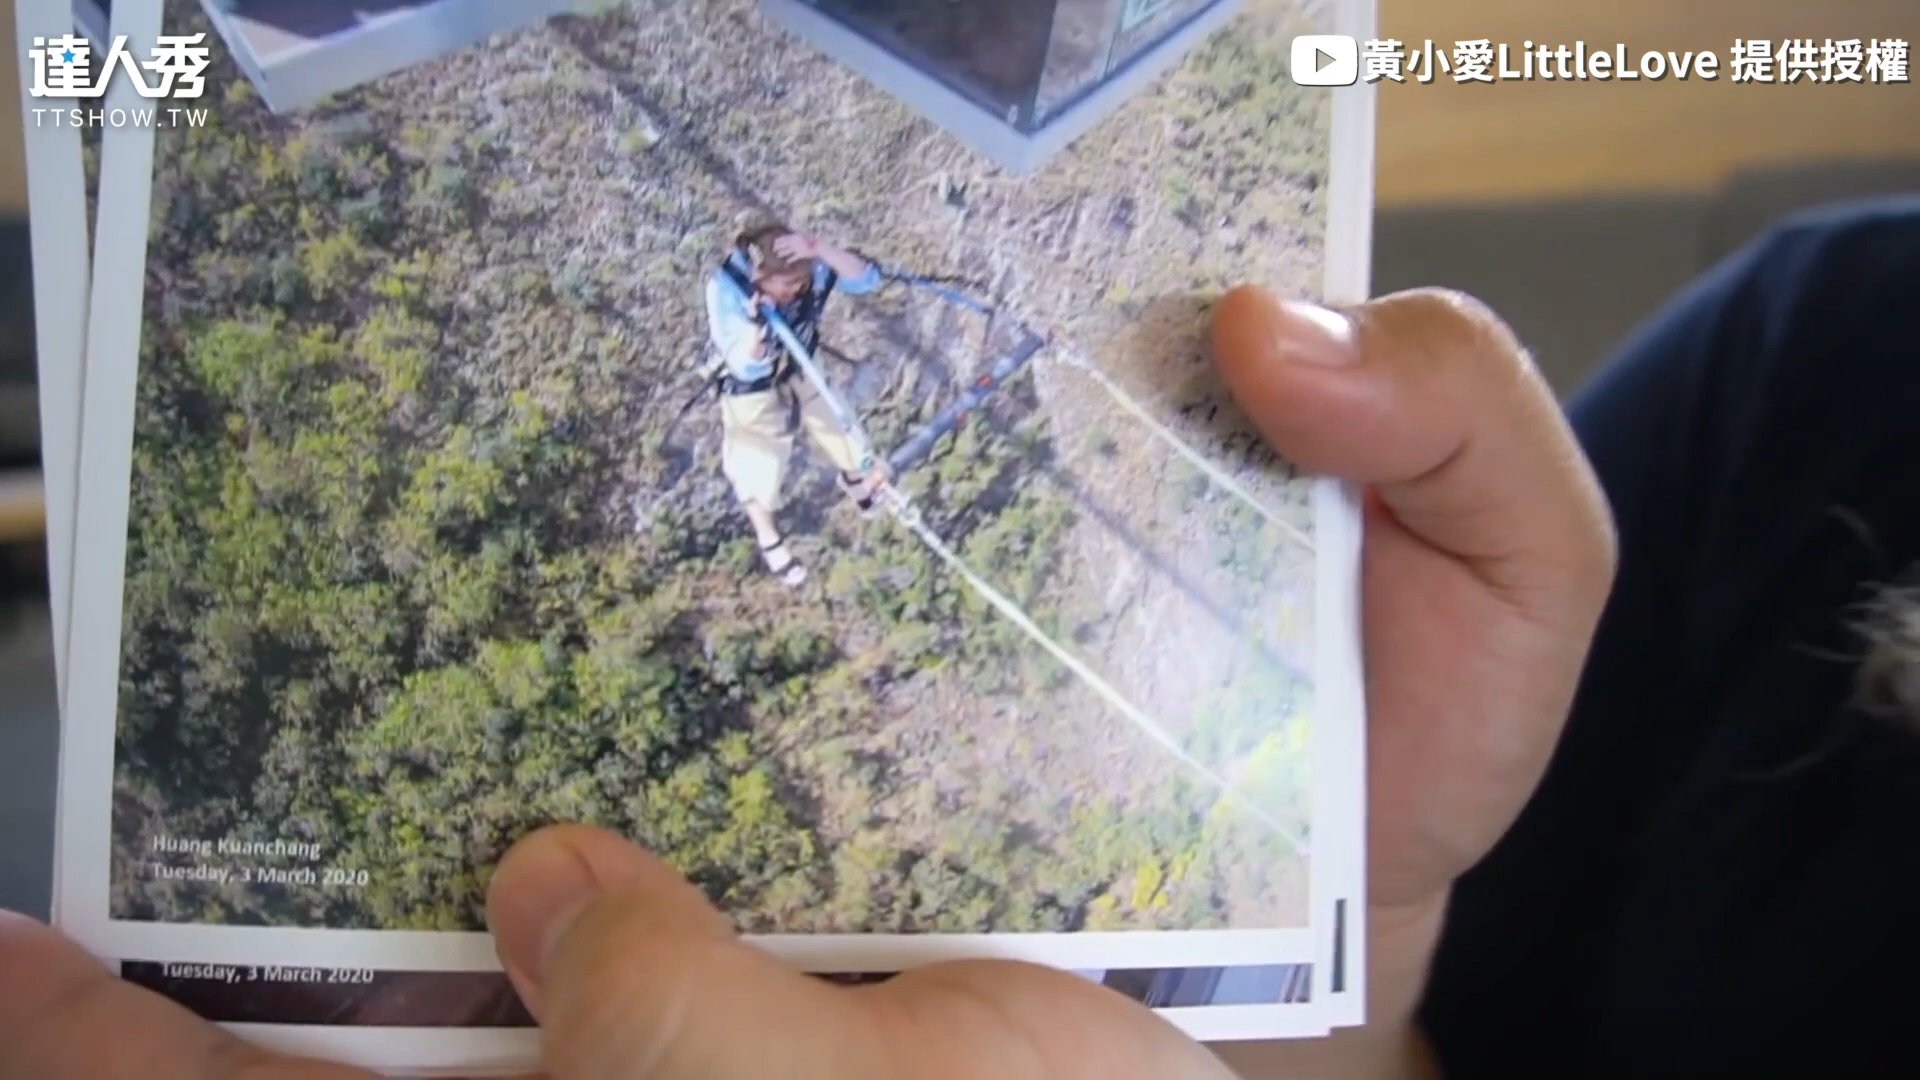 達人秀
TTSHOW.TW
黃小愛LittleLove 提供授權
Huang Kuanchang
Tuesday, 3 March 2020
Tuesday, 3 March 2020